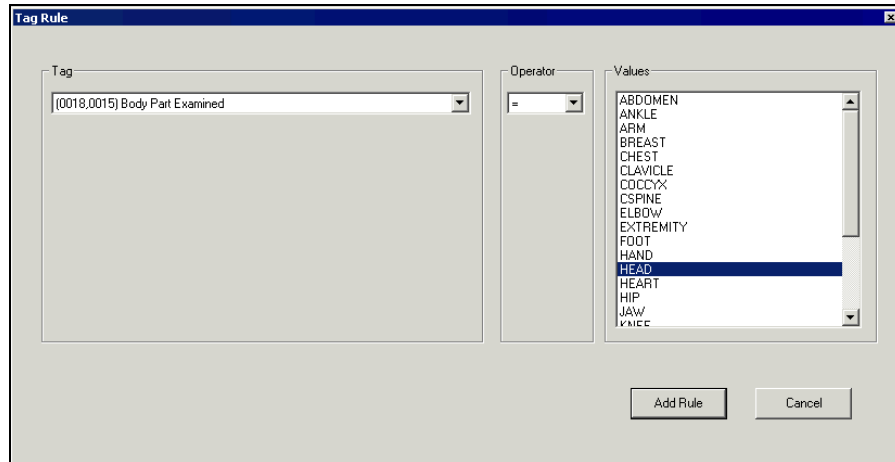 Tag Rule
Tag
(0018,0015) Body Part Examined
Operator
=
Values
ABDOMEN
ANKLE
ARM
BREAST
CHEST
CLAVICLE
COCCYX
CSPINE
ELBOW
EXTREMITY
FOOT
HAND
HEAD
HEART
HIP
JAW
KNEE
Add Rule
Cancel